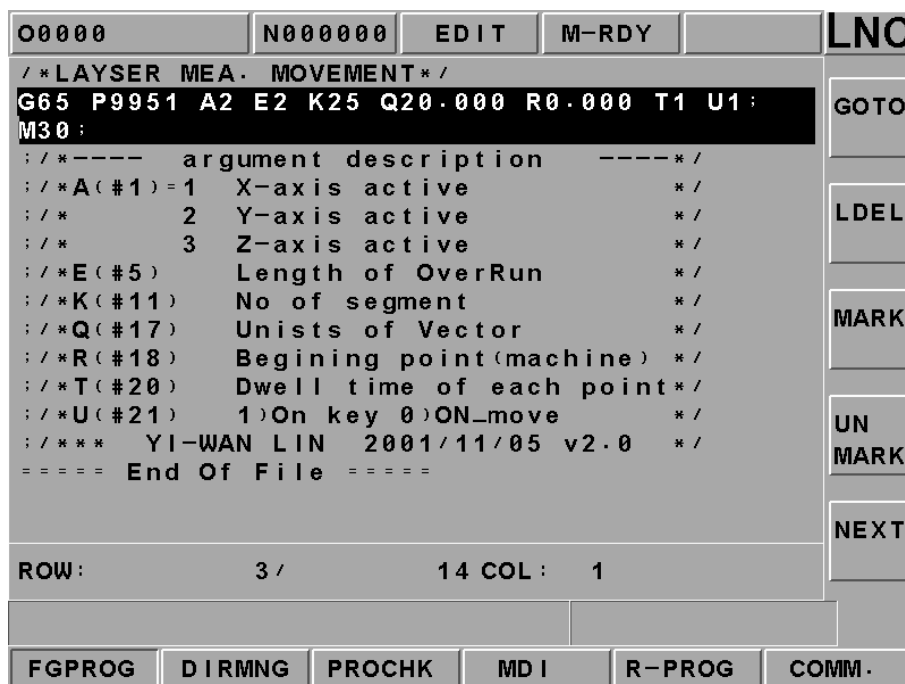 O0000 N000000 EDIT M-RDY LNC
/*LAYSER MEA. MOVEMENT*/
G65 P9951 A2 E2 K25 Q20.000 R0.000 T1 U1;
M30;
;/*---- argument description ----*/
;/*A(#1)=1 X-axis active */
;/* 2 Y-axis active */
;/* 3 Z-axis active */
;/*E(#5) Length of OverRun */
;/*K(#11) No of segment */
;/*Q(#17) Unists of Vector */
;/*R(#18) Begining point(machine) */
;/*T(#20) Dwell time of each point*/
;/*U(#21) 1)On key 0)ON_move */
;/*** YI-WAN LIN 2001/11/05 v2.0 */
===== End Of File =====
ROW: 3/ 14 COL: 1
GOTO
LDEL
MARK
UN
MARK
NEXT
FGPROG DIRMNG PROCHK MDI R-PROG COMM.